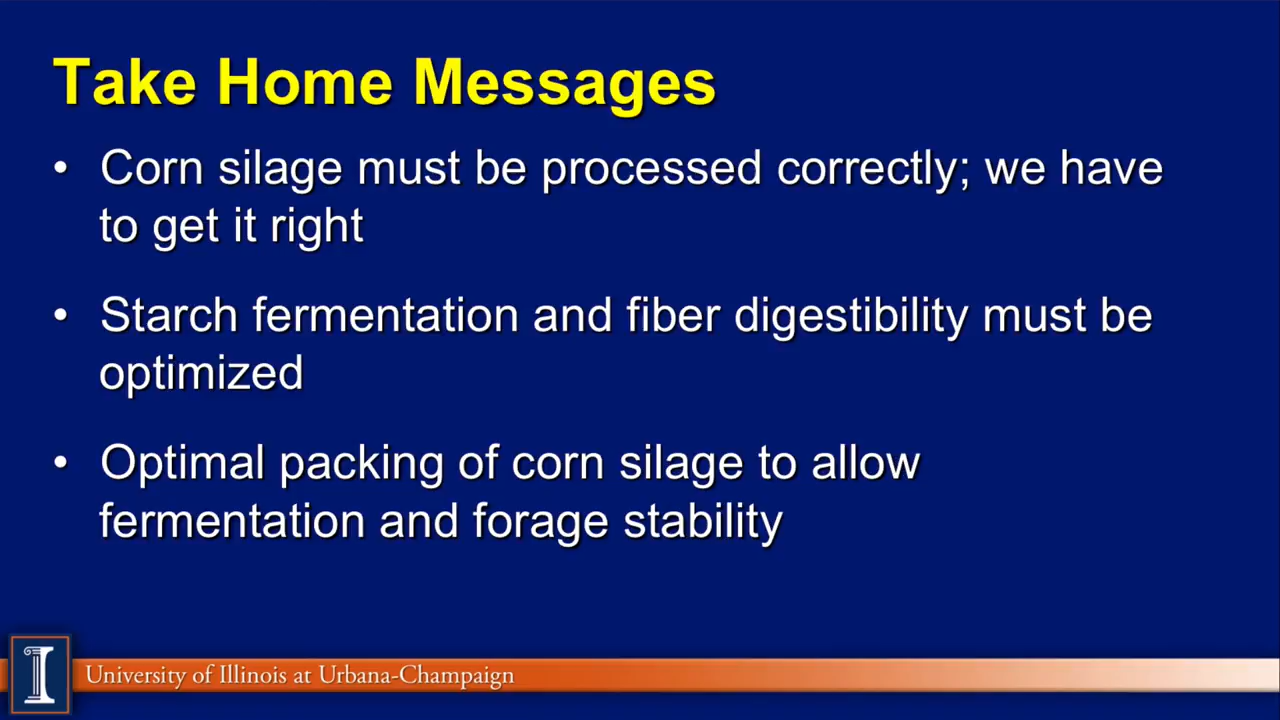 Take Home Messages
• Corn silage must be processed correctly; we have
to get it right
• Starch fermentation and fiber digestibility must be
optimized
• Optimal packing of corn silage to allow
fermentation and forage stability
I
University of Illinois at Urbana-Champaign